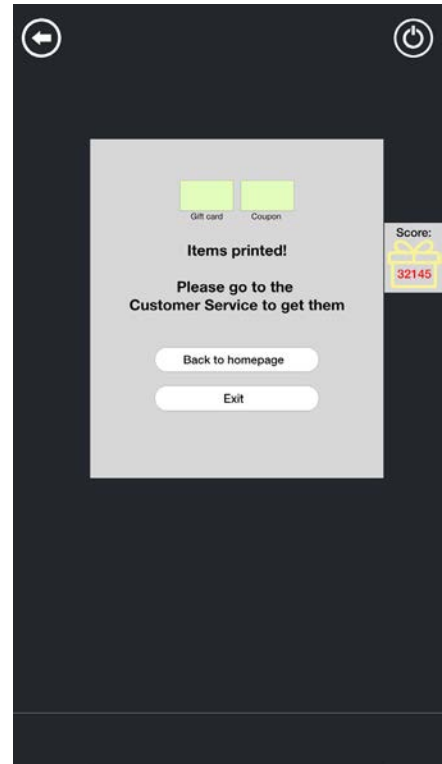 Gift card
Coupon
Items printed!
Please go to the
Customer Service to get them
Back to homepage
Exit
Score:
32145